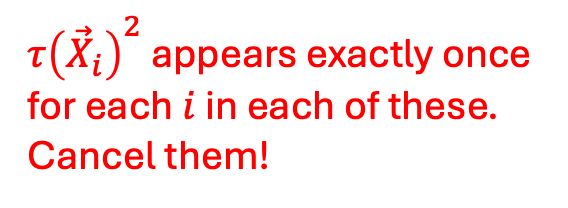 τ(X⃗ᵢ)² appears exactly once
for each i in each of these.
Cancel them!